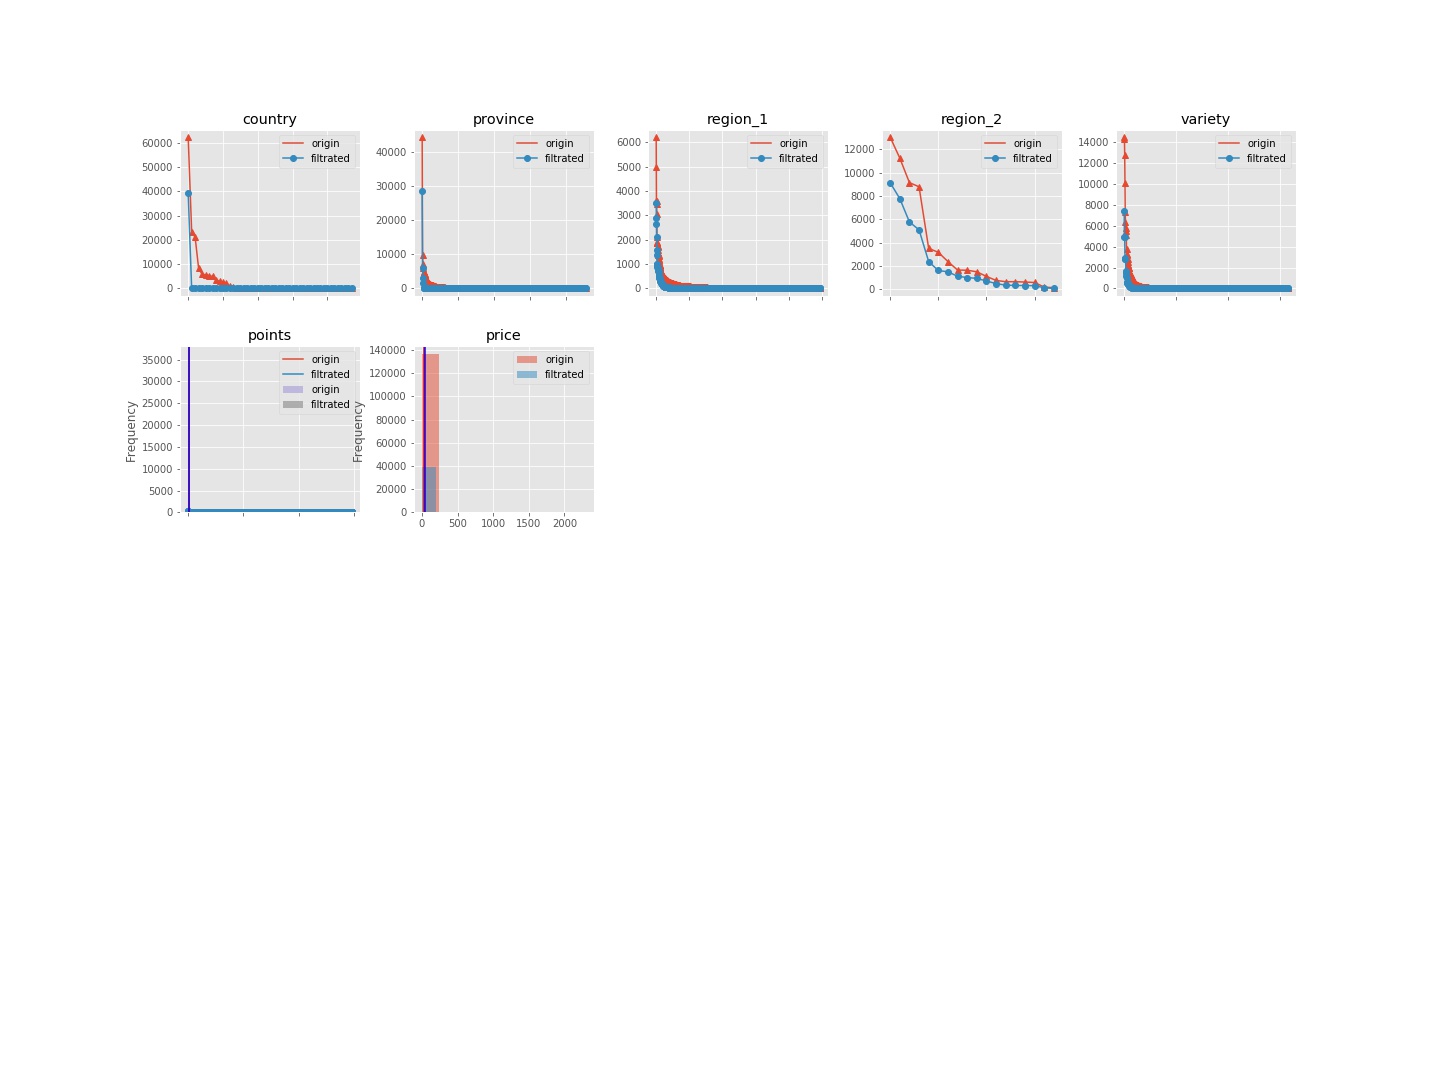 country
60000
50000
40000
30000
20000
10000
0
origin
filtrated
province
40000
30000
20000
10000
0
origin
filtrated
region_1
6000
5000
4000
3000
2000
1000
0
origin
filtrated
region_2
12000
10000
8000
6000
4000
2000
0
origin
filtrated
variety
14000
12000
10000
8000
6000
4000
2000
0
origin
filtrated
points
Frequency
35000
30000
25000
20000
15000
10000
5000
0
origin
filtrated
origin
filtrated
price
Frequency
140000
120000
100000
80000
60000
40000
20000
0
origin
filtrated
0 500 1000 1500 2000